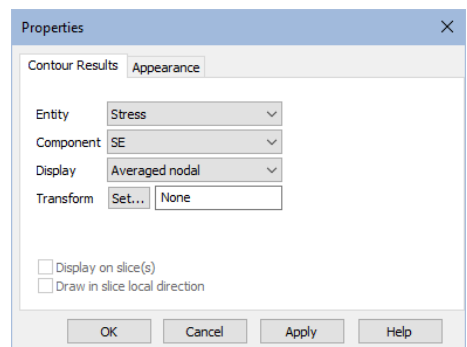 Properties
Contour Results Appearance
Entity Stress
Component SE
Display Averaged nodal
Transform Set... None
Display on slice(s)
Draw in slice local direction
OK Cancel Apply Help